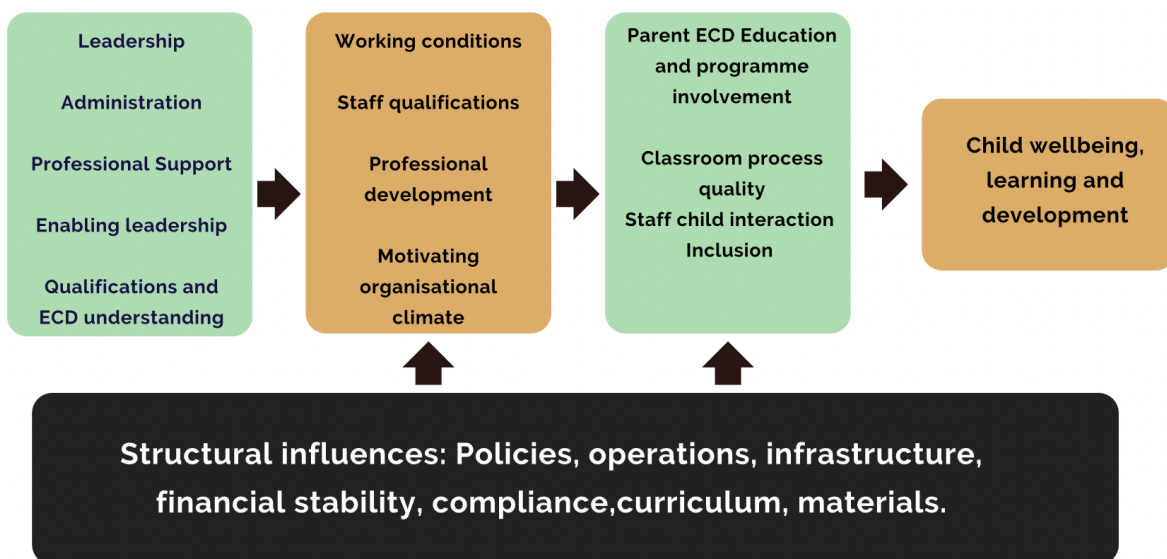 Leadership
Administration
Professional Support
Enabling leadership
Qualifications and
ECD understanding
Working conditions
Staff qualifications
Professional
development
Motivating
organisational
climate
Parent ECD Education
and programme
involvement
Classroom process
quality
Staff child interaction
Inclusion
Child wellbeing,
learning and
development
Structural influences: Policies, operations, infrastructure,
financial stability, compliance,curriculum, materials.